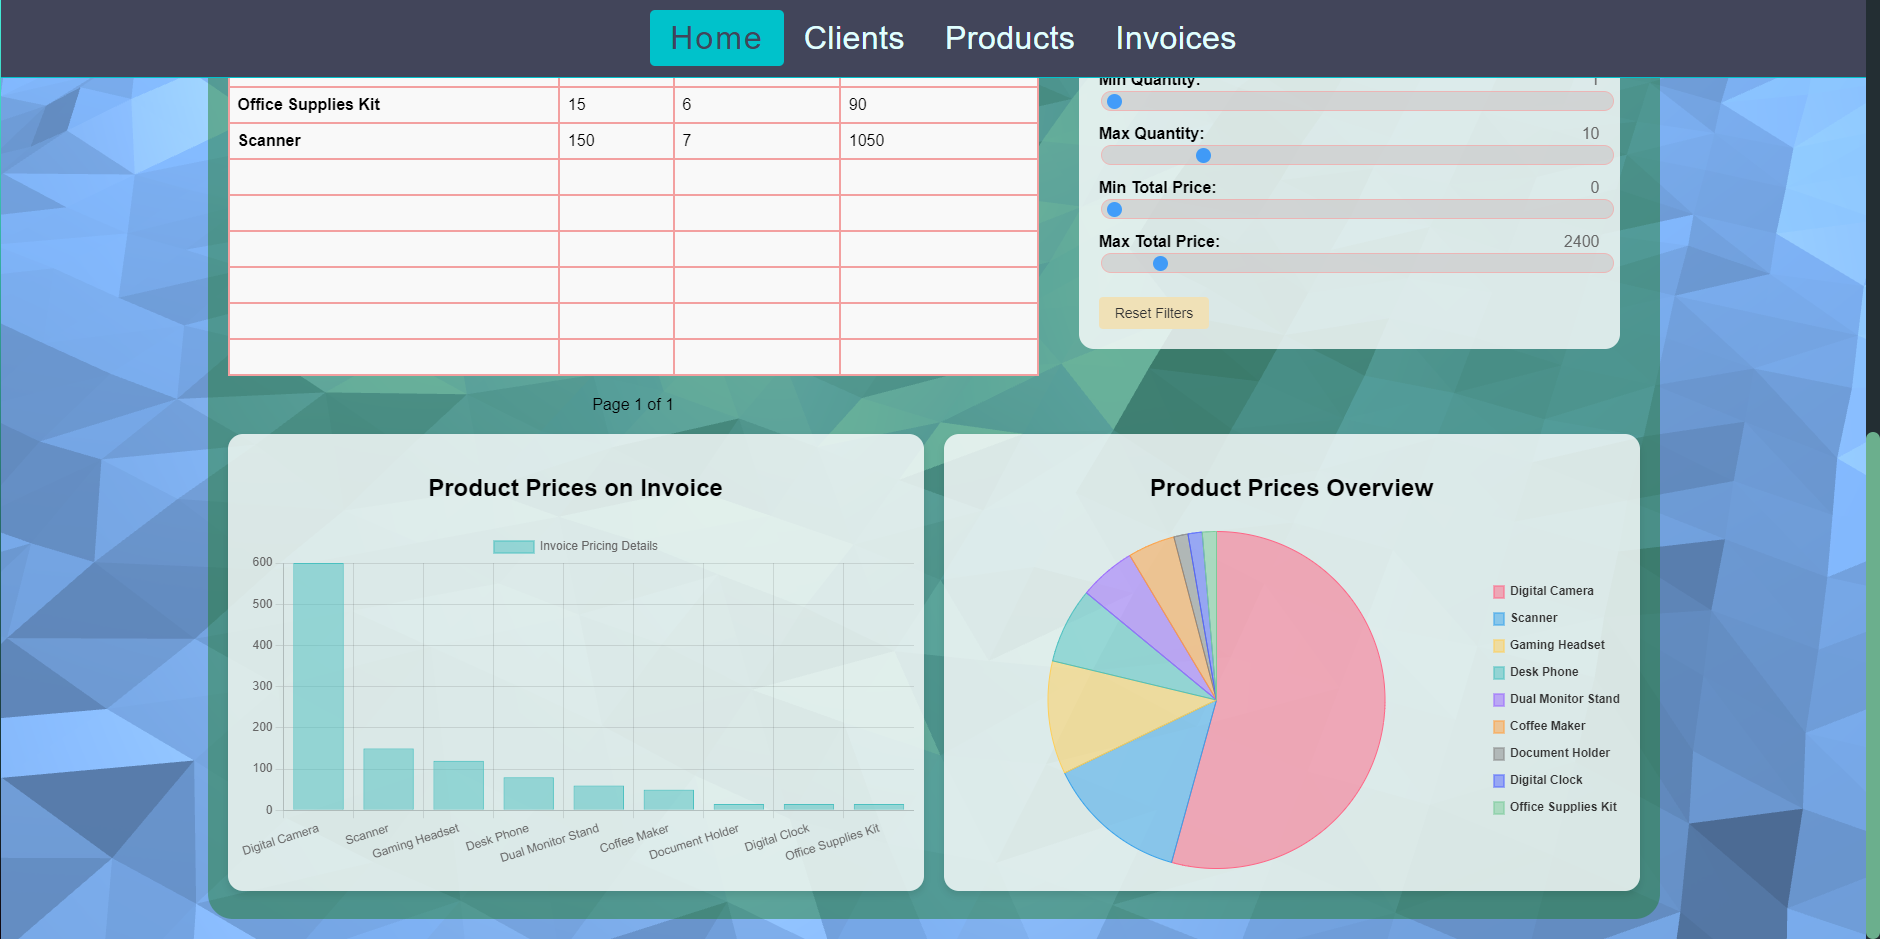 Home Clients Products Invoices
Min Quantity: 1
Office Supplies Kit 15 6 90
Scanner 150 7 1050
Max Quantity: 10
Min Total Price: 0
Max Total Price: 2400
Reset Filters
Page 1 of 1
Product Prices on Invoice
Invoice Pricing Details
600
500
400
300
200
100
0
Digital Camera
Scanner
Gaming Headset
Desk Phone
Dual Monitor Stand
Coffee Maker
Document Holder
Digital Clock
Office Supplies Kit
Product Prices Overview
Digital Camera
Scanner
Gaming Headset
Desk Phone
Dual Monitor Stand
Coffee Maker
Document Holder
Digital Clock
Office Supplies Kit